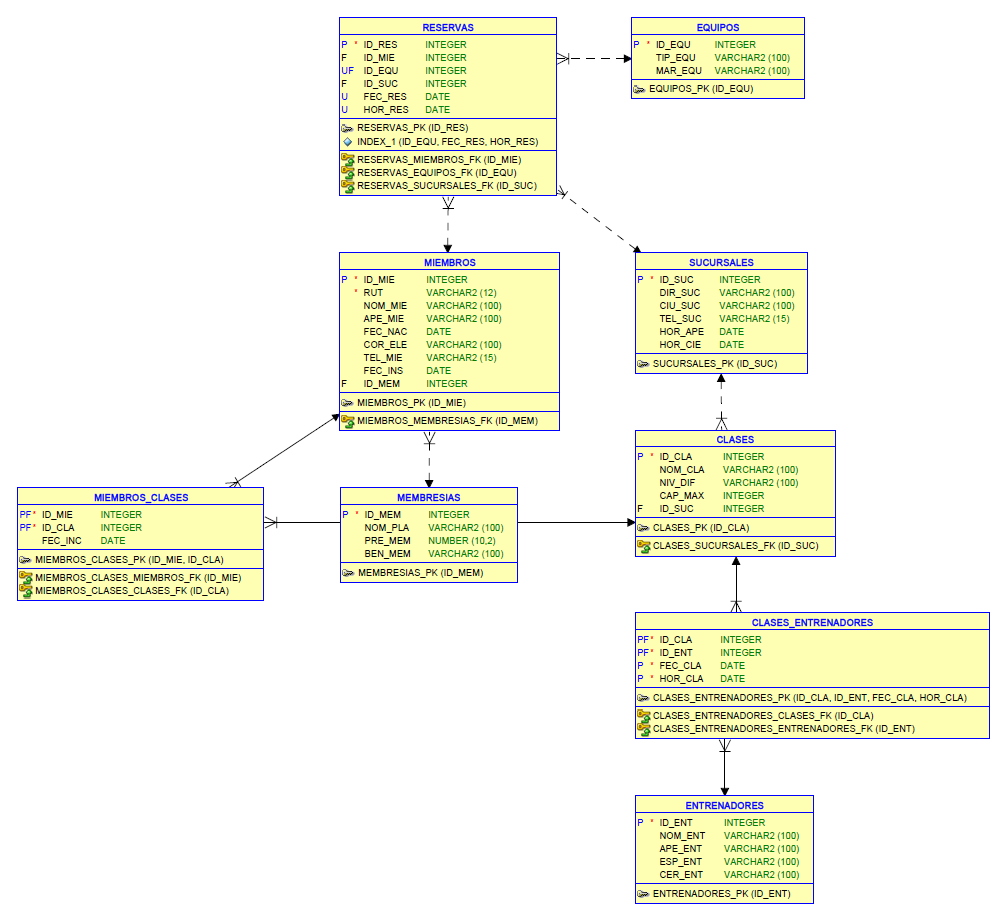 RESERVAS
P * ID_RES INTEGER
F ID_MIE INTEGER
UF ID_EQU INTEGER
F ID_SUC INTEGER
U FEC_RES DATE
U HOR_RES DATE
RESERVAS_PK (ID_RES)
INDEX_1 (ID_EQU, FEC_RES, HOR_RES)
RESERVAS_MIEMBROS_FK (ID_MIE)
RESERVAS_EQUIPOS_FK (ID_EQU)
RESERVAS_SUCURSALES_FK (ID_SUC)
EQUIPOS
P * ID_EQU INTEGER
TIP_EQU VARCHAR2 (100)
MAR_EQU VARCHAR2 (100)
EQUIPOS_PK (ID_EQU)
MIEMBROS
P * ID_MIE INTEGER
* RUT VARCHAR2 (12)
NOM_MIE VARCHAR2 (100)
APE_MIE VARCHAR2 (100)
FEC_NAC DATE
COR_ELE VARCHAR2 (100)
TEL_MIE VARCHAR2 (15)
FEC_INS DATE
F ID_MEM INTEGER
MIEMBROS_PK (ID_MIE)
MIEMBROS_MEMBRESIAS_FK (ID_MEM)
SUCURSALES
P * ID_SUC INTEGER
DIR_SUC VARCHAR2 (100)
CIU_SUC VARCHAR2 (100)
TEL_SUC VARCHAR2 (15)
HOR_APE DATE
HOR_CIE DATE
SUCURSALES_PK (ID_SUC)
MIEMBROS_CLASES
PF * ID_MIE INTEGER
PF * ID_CLA INTEGER
FEC_INC DATE
MIEMBROS_CLASES_PK (ID_MIE, ID_CLA)
MIEMBROS_CLASES_MIEMBROS_FK (ID_MIE)
MIEMBROS_CLASES_CLASES_FK (ID_CLA)
MEMBRESIAS
P * ID_MEM INTEGER
NOM_PLA VARCHAR2 (100)
PRE_MEM NUMBER (10,2)
BEN_MEM VARCHAR2 (100)
MEMBRESIAS_PK (ID_MEM)
CLASES
P * ID_CLA INTEGER
NOM_CLA VARCHAR2 (100)
NIV_DIF VARCHAR2 (100)
CAP_MAX INTEGER
F ID_SUC INTEGER
CLASES_PK (ID_CLA)
CLASES_SUCURSALES_FK (ID_SUC)
CLASES_ENTRENADORES
PF * ID_CLA INTEGER
PF * ID_ENT INTEGER
P * FEC_CLA DATE
P * HOR_CLA DATE
CLASES_ENTRENADORES_PK (ID_CLA, ID_ENT, FEC_CLA, HOR_CLA)
CLASES_ENTRENADORES_CLASES_FK (ID_CLA)
CLASES_ENTRENADORES_ENTRENADORES_FK (ID_ENT)
ENTRENADORES
P * ID_ENT INTEGER
NOM_ENT VARCHAR2 (100)
APE_ENT VARCHAR2 (100)
ESP_ENT VARCHAR2 (100)
CER_ENT VARCHAR2 (100)
ENTRENADORES_PK (ID_ENT)